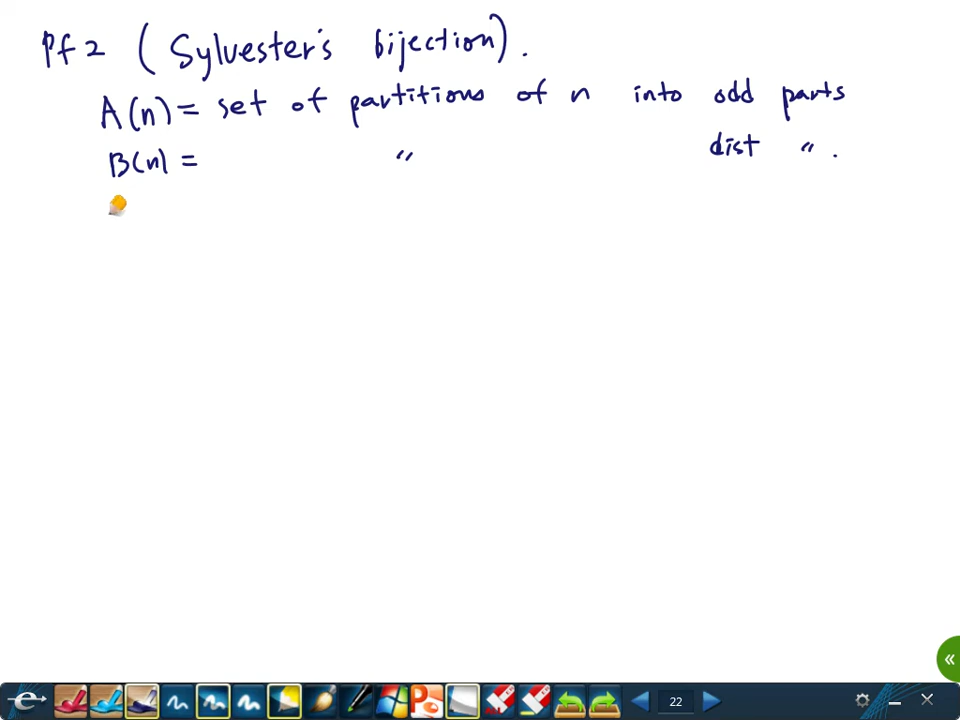 Pf 2 (Sylvester's bijection).
A(n) = set of partitions of n into odd parts
B(n) = " dist " .
22